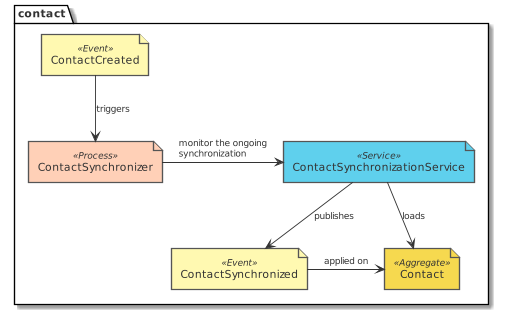 contact
«Event»
ContactCreated
triggers
«Process»
ContactSynchronizer
monitor the ongoing
synchronization
«Service»
ContactSynchronizationService
publishes
loads
«Event»
ContactSynchronized
applied on
«Aggregate»
Contact